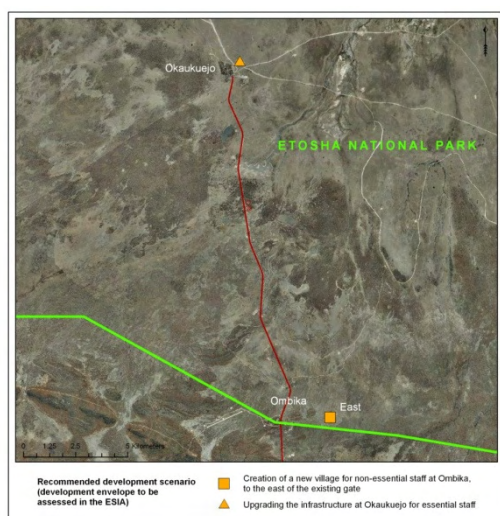 Okaukuejo
ETOSHA NATIONAL PARK
Ombika
East
0 1.25 2.5 5 Kilometers
Recommended development scenario
(development envelope to be
assessed in the ESIA)
Creation of a new village for non-essential staff at Ombika,
to the east of the existing gate
Upgrading the infrastructure at Okaukuejo for essential staff